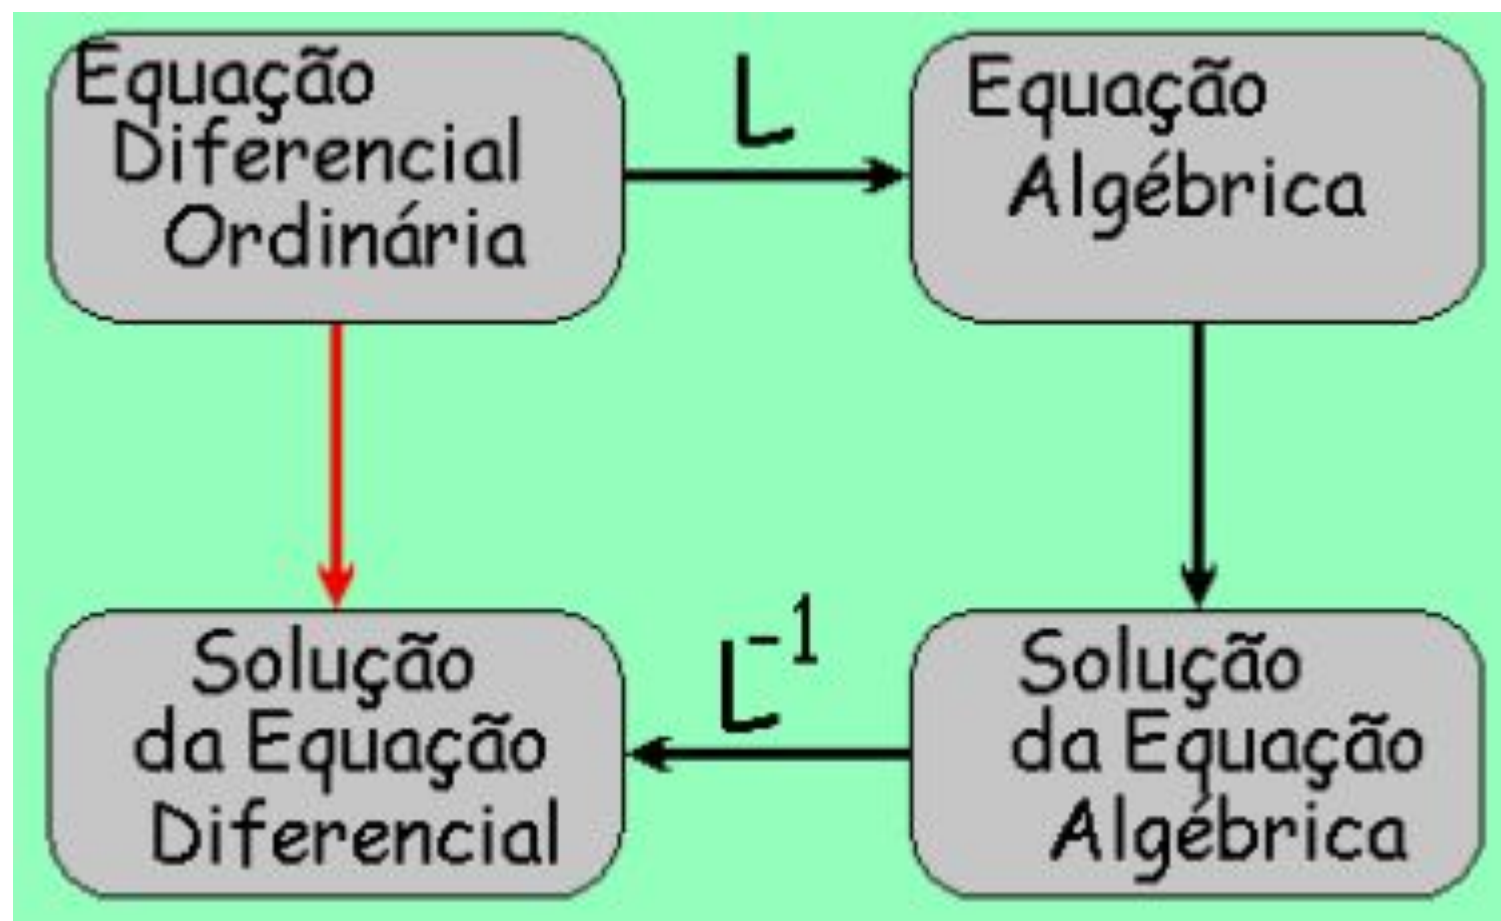 Equação
Diferencial
Ordinária
L
Equação
Algébrica
Solução
da Equação
Diferencial
L⁻¹
Solução
da Equação
Algébrica